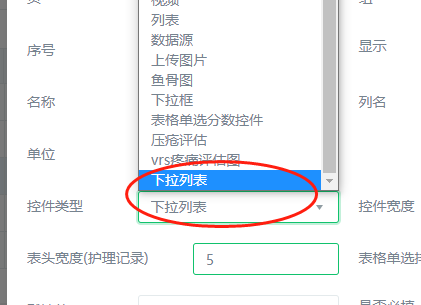 视频
列表
序号
数据源
显示
上传图片
鱼骨图
名称
下拉框
列名
表格单选分数控件
单位
压疮评估
vrs疼痛评估图
下拉列表
控件类型
下拉列表
控件宽度
表头宽度(护理记录)
5
表格单选
是否必填